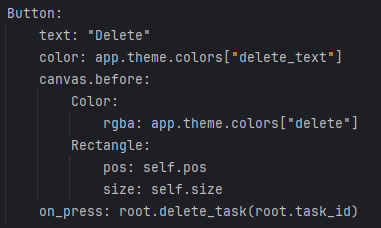 Button:
    text: "Delete"
    color: app.theme.colors["delete_text"]
    canvas.before:
        Color:
            rgba: app.theme.colors["delete"]
        Rectangle:
            pos: self.pos
            size: self.size
    on_press: root.delete_task(root.task_id)